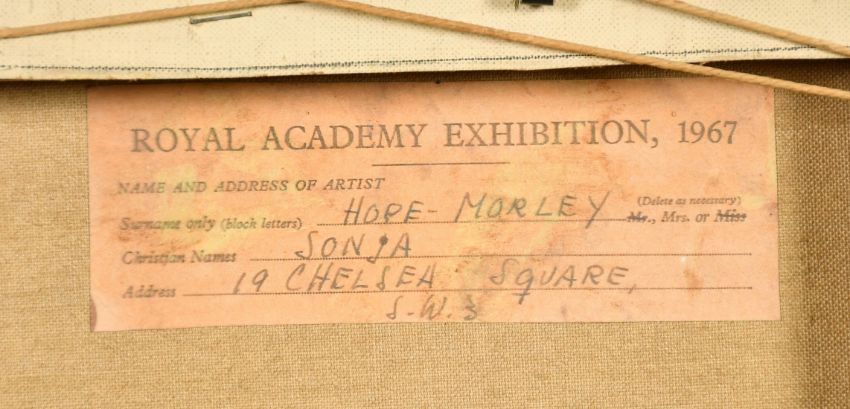 ROYAL ACADEMY EXHIBITION, 1967
NAME AND ADDRESS OF ARTIST
(Delete as necessary)
Surname only (block letters) HOPE-MORLEY Mr., Mrs. or Miss
Christian Names SONJA
Address 19 CHELSEA SQUARE,
S.W.3